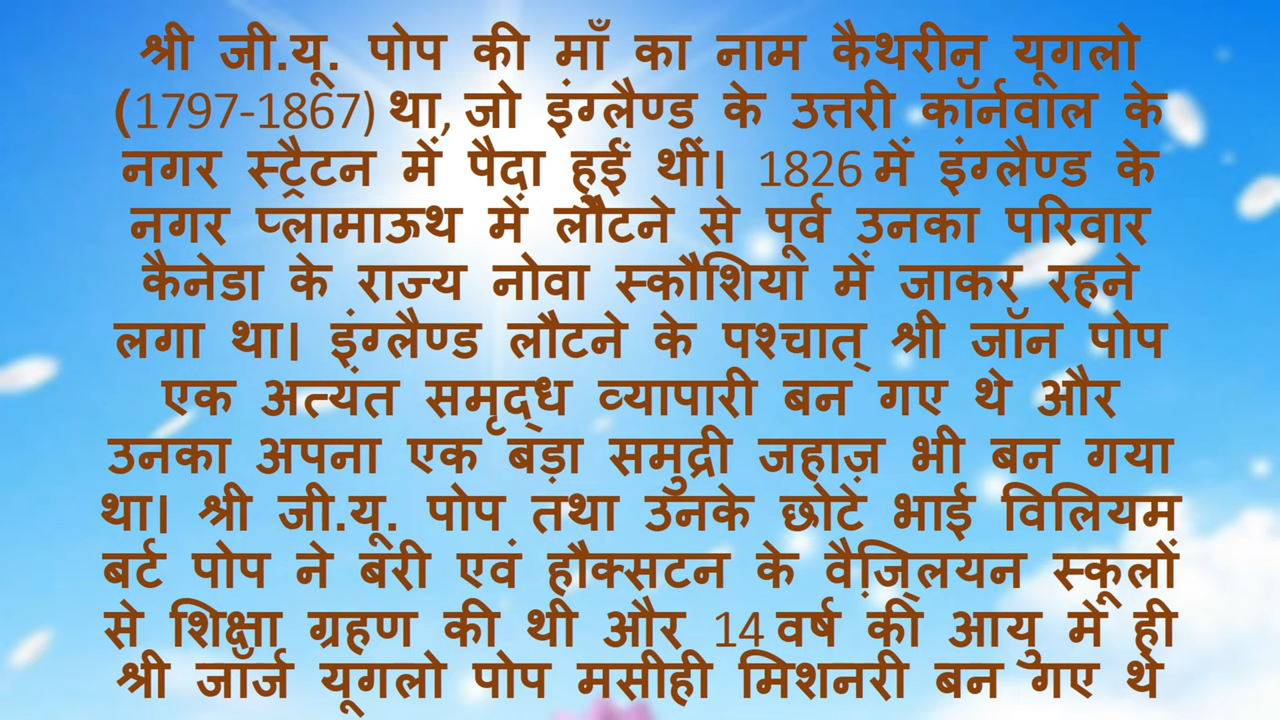 श्री जी.यू. पोप की माँ का नाम कैथरीन यूगलो
(1797-1867) था, जो इंग्लैण्ड के उत्तरी कॉर्नवाल के
नगर स्ट्रैटन में पैदा हुईं थीं। 1826 में इंग्लैण्ड के
नगर प्लामाऊथ में लौटने से पूर्व उनका परिवार
कैनेडा के राज्य नोवा स्कौशिया में जाकर रहने
लगा था। इंग्लैण्ड लौटने के पश्चात् श्री जॉन पोप
एक अत्यंत समृद्ध व्यापारी बन गए थे और
उनका अपना एक बड़ा समुद्री जहाज़ भी बन गया
था। श्री जी.यू. पोप तथा उनके छोटे भाई विलियम
बर्ट पोप ने बरी एवं हौक्सटन के वैज़्लियन स्कूलों
से शिक्षा ग्रहण की थी और 14 वर्ष की आयु में ही
श्री जॉर्ज यूगलो पोप मसीही मिशनरी बन गए थे